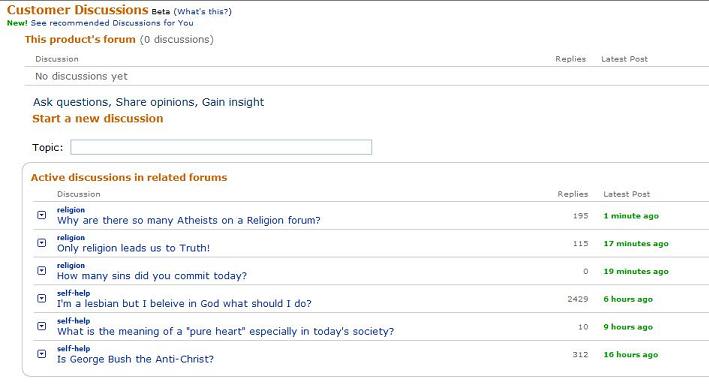 Customer Discussions Beta (What's this?)
New! See recommended Discussions for You
This product's forum (0 discussions)
Discussion Replies Latest Post
No discussions yet
Ask questions, Share opinions, Gain insight
Start a new discussion
Topic:
Active discussions in related forums
Discussion Replies Latest Post
religion
Why are there so many Atheists on a Religion forum? 195 1 minute ago
religion
Only religion leads us to Truth! 115 17 minutes ago
religion
How many sins did you commit today? 0 19 minutes ago
self-help
I'm a lesbian but I beleive in God what should I do? 2429 6 hours ago
self-help
What is the meaning of a "pure heart" especially in today's society? 10 9 hours ago
self-help
Is George Bush the Anti-Christ? 312 16 hours ago